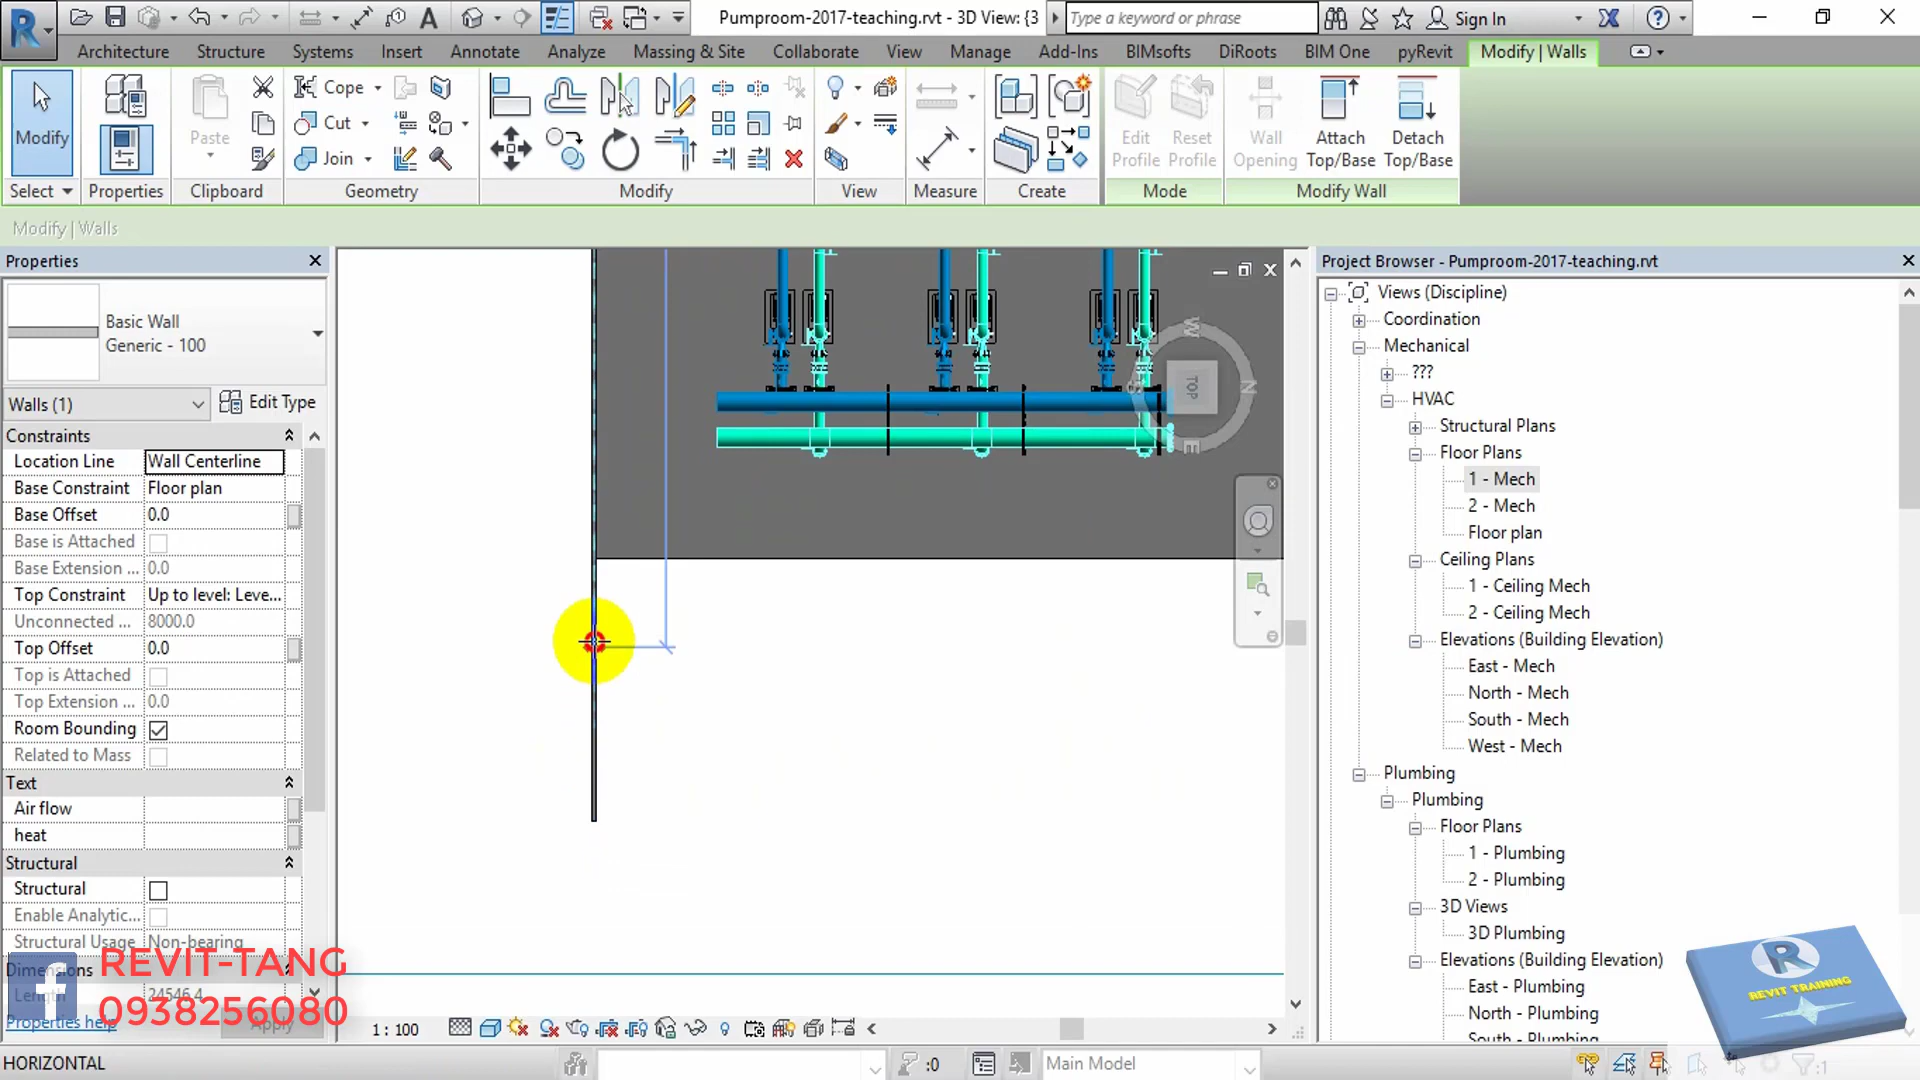 Pumproom-2017-teaching.rvt - 3D View: {3
Type a keyword or phrase
Sign In
Architecture
Structure
Systems
Insert
Annotate
Analyze
Massing & Site
Collaborate
View
Manage
Add-Ins
BIMsofts
DiRoots
BIM One
pyRevit
Modify | Walls
Modify
Paste
Cope
Cut
Join
Edit Profile
Reset Profile
Wall Opening
Attach Top/Base
Detach Top/Base
Select
Properties
Clipboard
Geometry
Modify
View
Measure
Create
Mode
Modify Wall
Modify | Walls
Properties
Basic Wall
Generic - 100
Walls (1)
Edit Type
Constraints
Location Line Wall Centerline
Base Constraint Floor plan
Base Offset 0.0
Base is Attached
Base Extension ... 0.0
Top Constraint Up to level: Leve...
Unconnected ... 8000.0
Top Offset 0.0
Top is Attached
Top Extension ... 0.0
Room Bounding
Related to Mass
Text
Air flow
heat
Structural
Structural
Enable Analytic...
Structural Usage Non-bearing
Dimensions
Length 24546.4
Properties help
Apply
REVIT-TANG
0938256080
TOP
W
N
E
S
1 : 100
Project Browser - Pumproom-2017-teaching.rvt
Views (Discipline)
Coordination
Mechanical
???
HVAC
Structural Plans
Floor Plans
1 - Mech
2 - Mech
Floor plan
Ceiling Plans
1 - Ceiling Mech
2 - Ceiling Mech
Elevations (Building Elevation)
East - Mech
North - Mech
South - Mech
West - Mech
Plumbing
Plumbing
Floor Plans
1 - Plumbing
2 - Plumbing
3D Views
3D Plumbing
Elevations (Building Elevation)
East - Plumbing
North - Plumbing
South - Plumbing
REVIT TRAINING
HORIZONTAL
:0
Main Model
:1